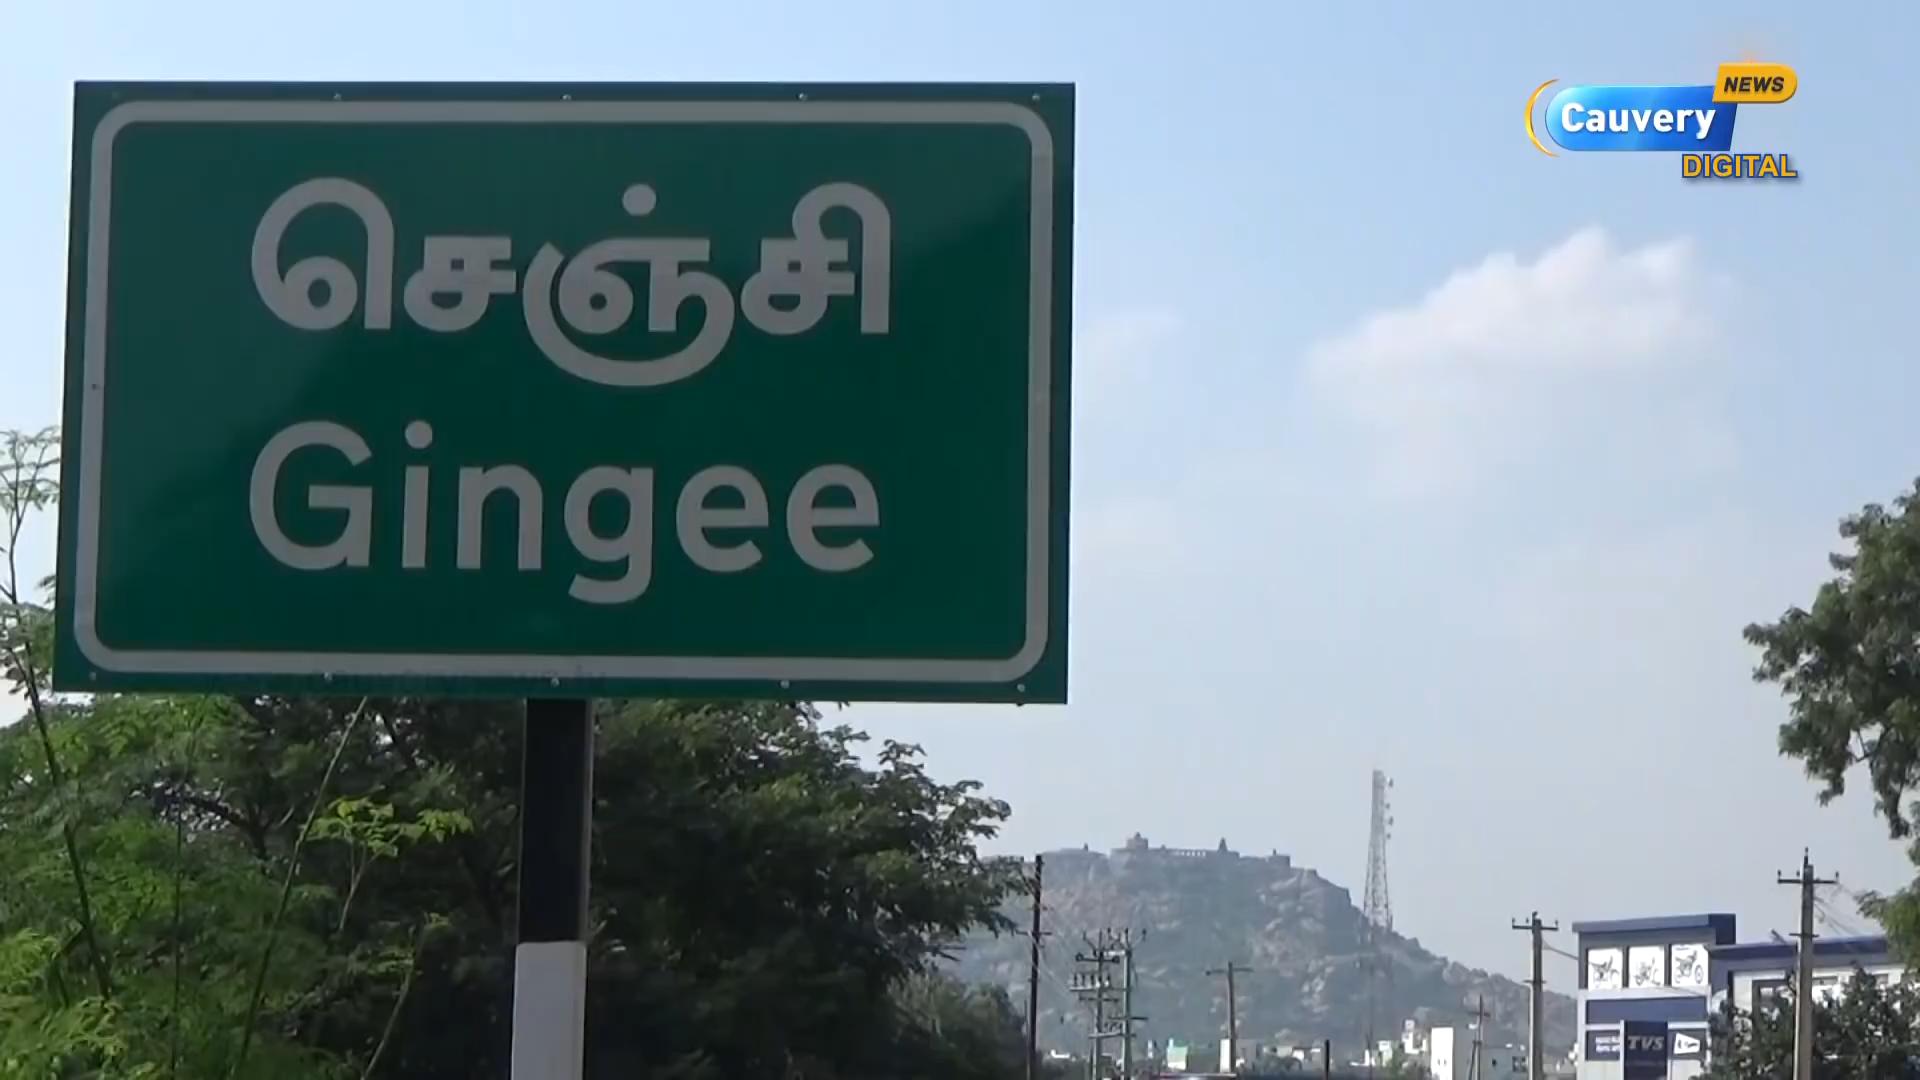 செஞ்சி
Gingee
NEWS
Cauvery
DIGITAL
TVS